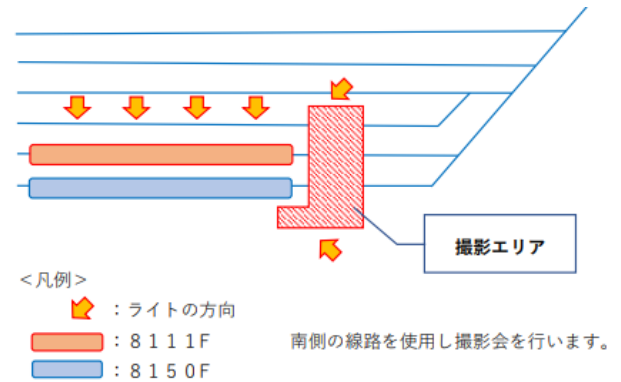 撮影エリア
＜凡例＞
：ライトの方向
：８１１１Ｆ
南側の線路を使用し撮影会を行います。
：８１５０Ｆ